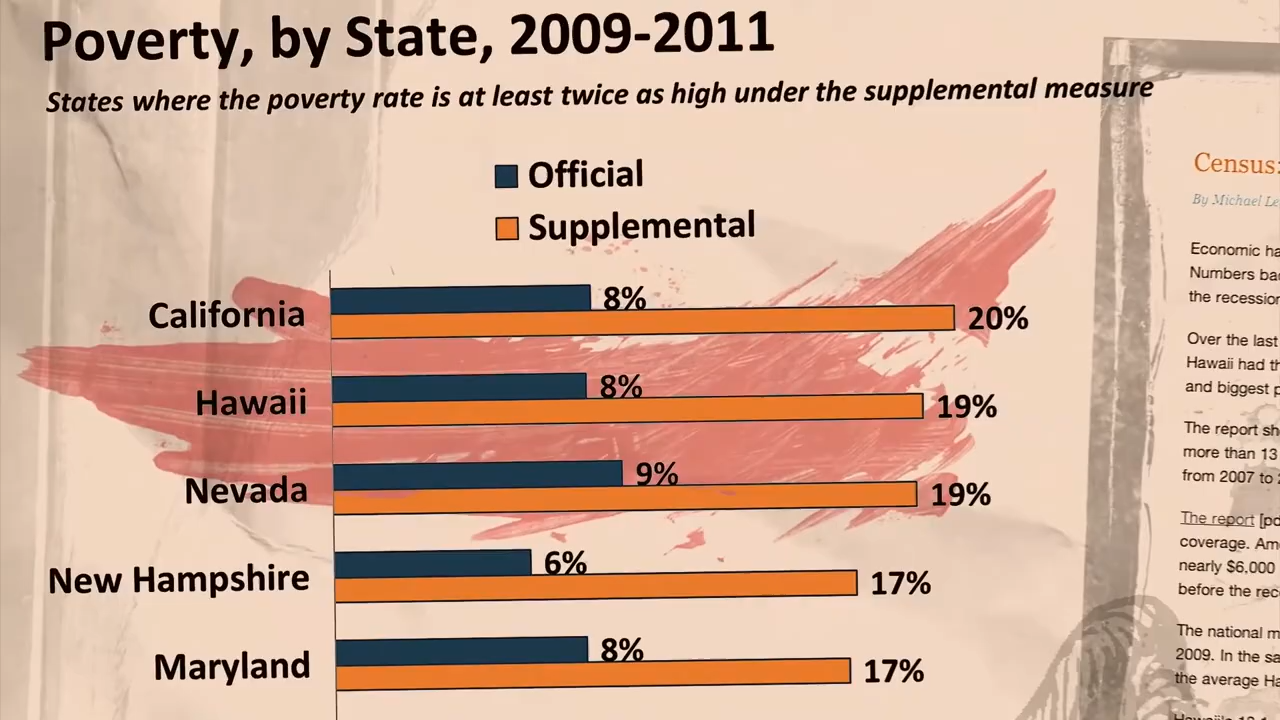 Poverty, by State, 2009-2011
States where the poverty rate is at least twice as high under the supplemental measure
Official
Supplemental
California
8%
20%
Hawaii
8%
19%
Nevada
9%
19%
New Hampshire
6%
17%
Maryland
8%
17%
Census:
By Michael
Economic
Numbers
the recession
Over the last
Hawaii had
and biggest
The report
more than 13
from 2007 to
The report
coverage.
nearly $6,000
before the
The national
2009. In the
the average